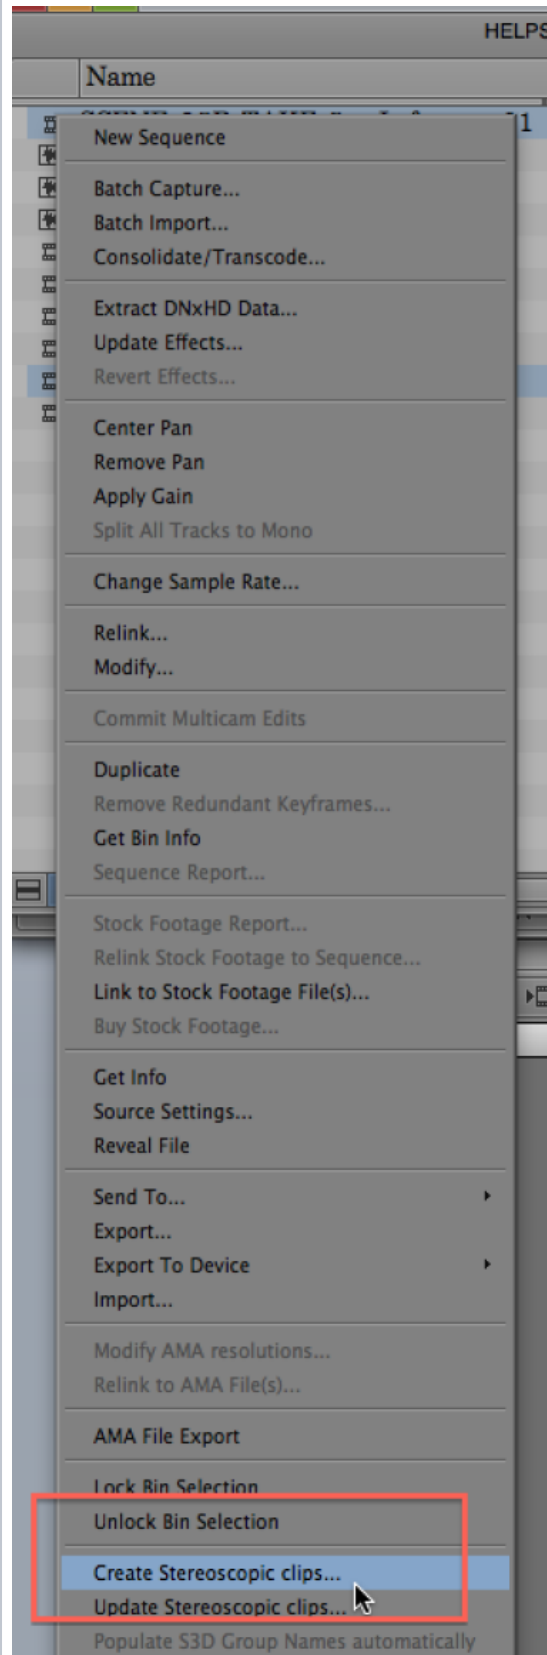 HELPS
Name
New Sequence
Batch Capture...
Batch Import...
Consolidate/Transcode...
Extract DNxHD Data...
Update Effects...
Revert Effects...
Center Pan
Remove Pan
Apply Gain
Split All Tracks to Mono
Change Sample Rate...
Relink...
Modify...
Commit Multicam Edits
Duplicate
Remove Redundant Keyframes...
Get Bin Info
Sequence Report...
Stock Footage Report...
Relink Stock Footage to Sequence...
Link to Stock Footage File(s)...
Buy Stock Footage...
Get Info
Source Settings...
Reveal File
Send To...
Export...
Export To Device
Import...
Modify AMA resolutions...
Relink to AMA File(s)...
AMA File Export
Lock Bin Selection
Unlock Bin Selection
Create Stereoscopic clips...
Update Stereoscopic clips...
Populate S3D Group Names automatically